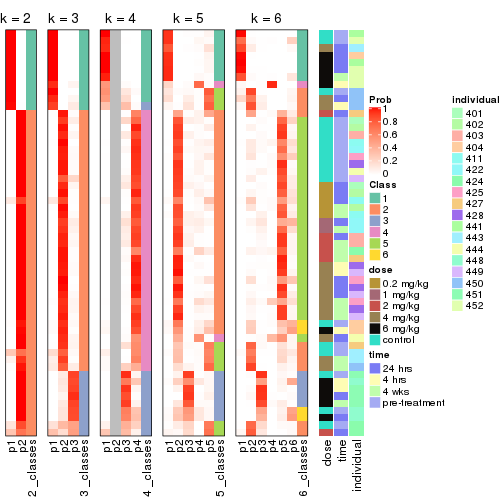 k = 2
k = 3
k = 4
k = 5
k = 6
Prob
1
0.8
0.6
0.4
0.2
0
Class
1
2
3
4
5
6
dose
0.2 mg/kg
1 mg/kg
2 mg/kg
4 mg/kg
6 mg/kg
control
time
24 hrs
4 hrs
4 wks
pre-treatment
Individual
401
402
403
404
411
422
424
425
427
428
441
443
444
448
449
450
451
452
p1
p2
2_classes
p1
p2
p3
3_classes
p1
p2
p3
p4
4_classes
p1
p2
p3
p4
p5
5_classes
p1
p2
p3
p4
p5
p6
6_classes
dose
time
individual